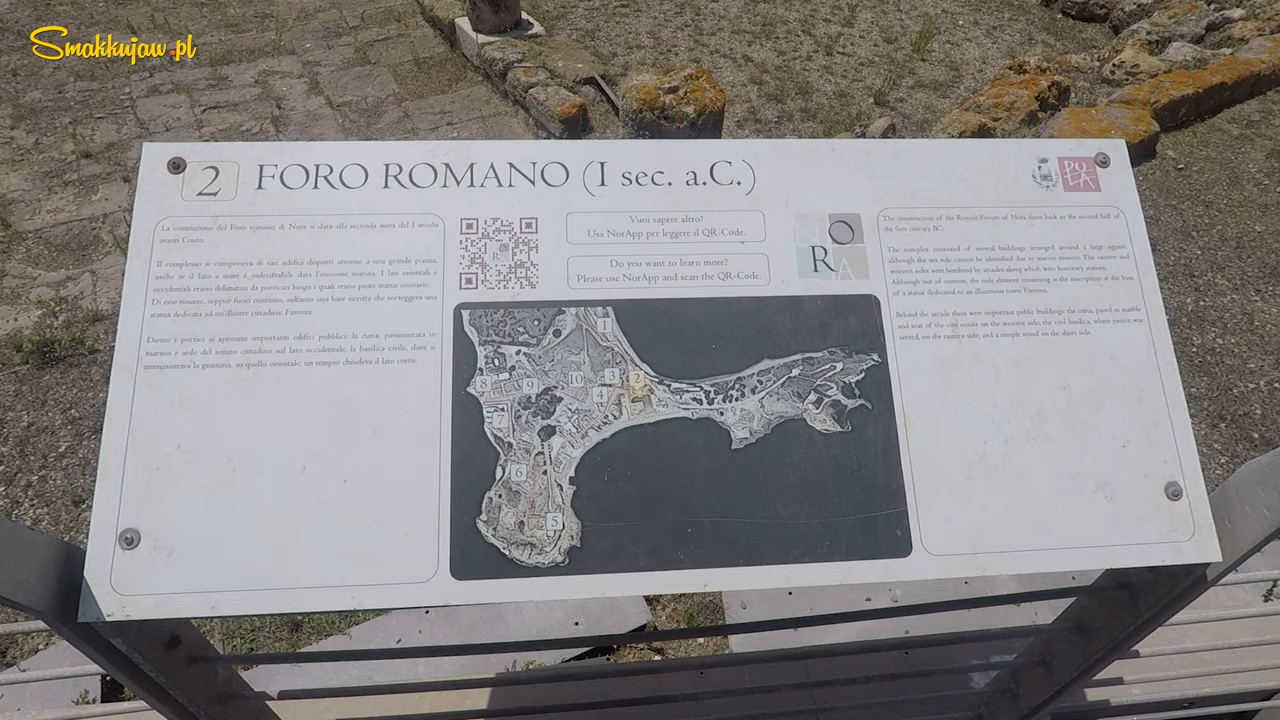 Smakkujaw.pl
2 FORO ROMANO (I sec. a.C.)
PULA
La costruzione del Foro romano di Nora si data alla seconda metà del I secolo
avanti Cristo.
Il complesso si componeva di vari edifici disposti attorno a una grande piazza,
anche se il lato a mare è indecifrabile data l'erosione marina. I lati orientali e
occidentali erano delimitati da porticati lungo i quali erano poste statue onorarie.
Di esse rimane, seppur fuori contesto, soltanto una base iscritta che sorreggeva una
statua dedicata ad un'illustre cittadina: Favonia.
Dietro i portici si aprivano importanti edifici pubblici: la curia, pavimentata in
marmo e sede del senato cittadino sul lato occidentale; la basilica civile, dove si
amministrava la giustizia, su quello orientale; un tempio chiudeva il lato corto.
Vuoi sapere altro?
Usa NorApp per leggere il QR-Code.
Do you want to learn more?
Please use NorApp and scan the QR-Code.
NORA
The construction of the Roman Forum of Nora dates back to the second half of
the first century BC.
The complex consisted of several buildings arranged around a large square,
although the sea side cannot be identified due to marine erosion. The eastern and
western sides were bordered by arcades along which were honorary statues.
Although out of context, the only element remaining is the inscription at the base
of a statue dedicated to an illustrious town: Favonia.
Behind the arcade there were important public buildings: the curia, paved in marble
and seat of the civil senate on the western side; the civil basilica, where justice was
served, on the eastern side; and a temple stood on the short side.
1
8
9
10
3
2
4
7
6
5